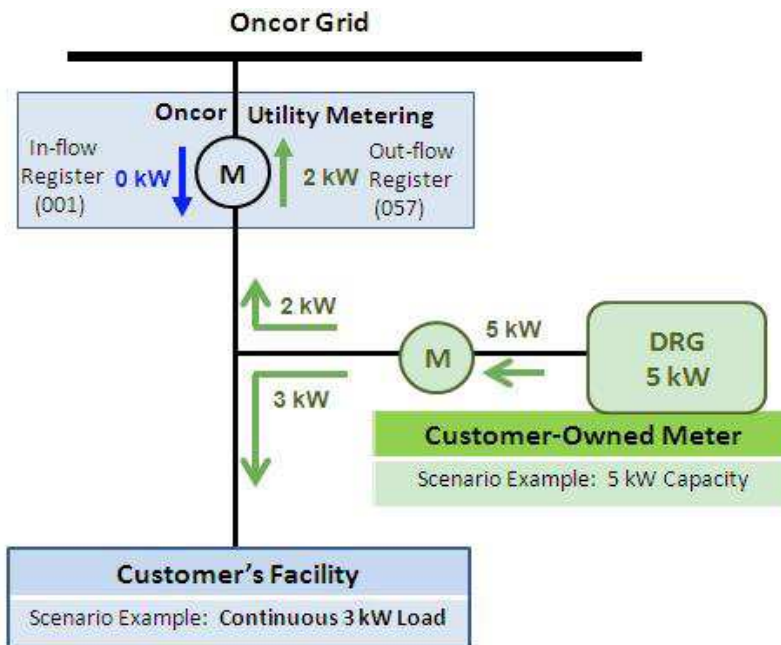 Oncor Grid
Oncor Utility Metering
In-flow
Register
(001)
0 kW
M
2 kW
Out-flow
Register
(057)
2 kW
5 kW
M
DRG
5 kW
3 kW
Customer-Owned Meter
Scenario Example: 5 kW Capacity
Customer's Facility
Scenario Example: Continuous 3 kW Load